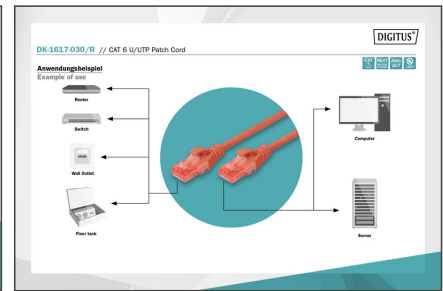 DIGITUS®
DK-1617-030/R // CAT 6 U/UTP Patch Cord
Anwendungsbeispiel
Example of use
Router
Switch
Wall Outlet
Floor tank
Computer
Server